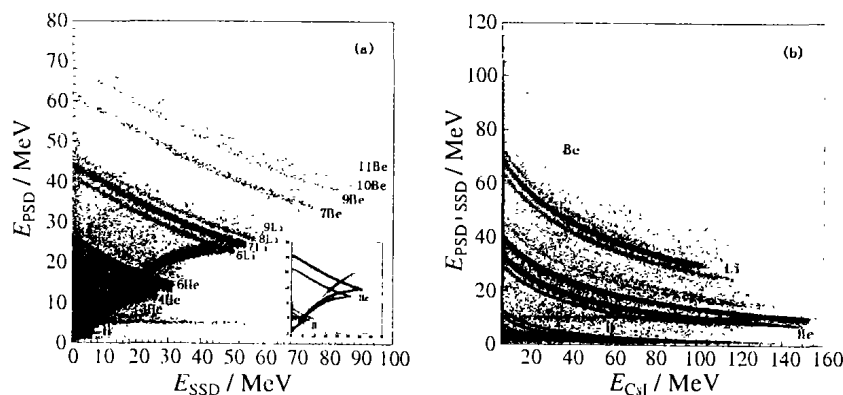 (a)
80
70
60
50
40
30
20
10
0
E_PSD / MeV
11Be
10Be
9Be
7Be
9Li
8Li
7Li
6Li
6He
4He
3He
0 10 20 30 40 50 60 70 80 90 100
E_SSD / MeV
(b)
120
100
80
60
40
20
0
E_PSD+SSD / MeV
Be
Li
He
20 40 60 80 100 120 140 160
E_CsI / MeV